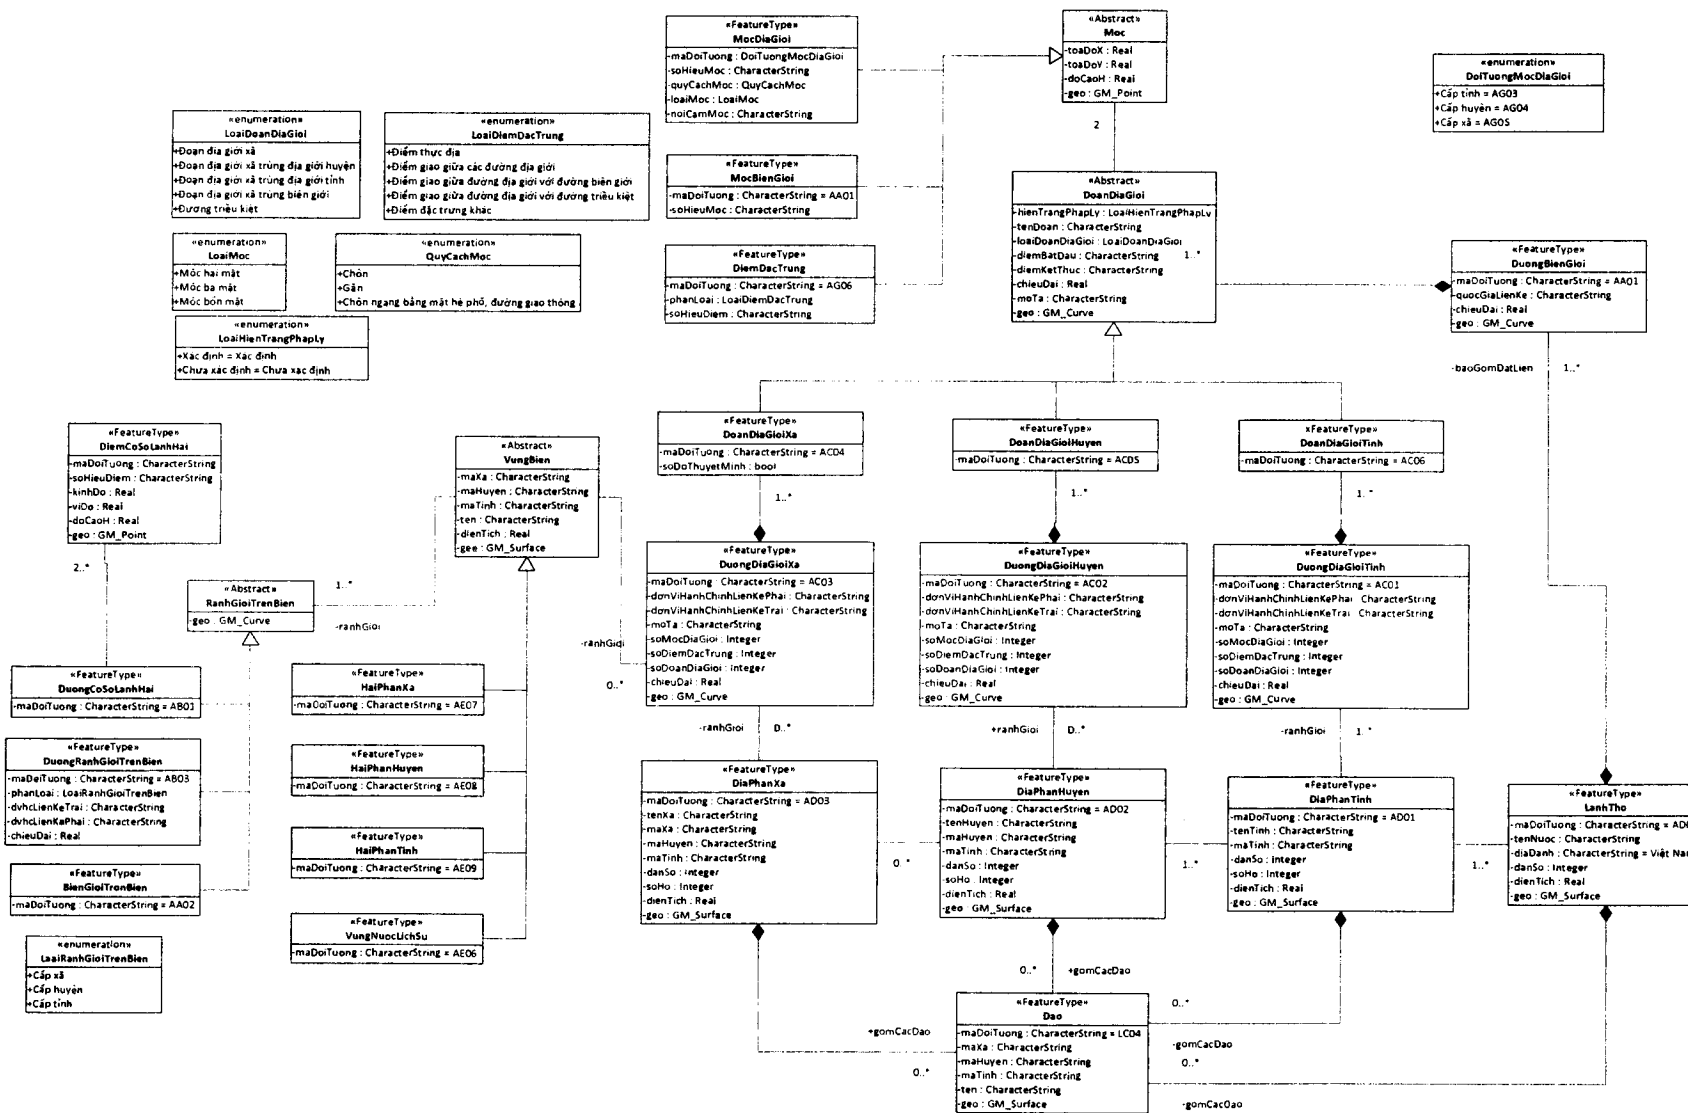 «FeatureType»
MocDiaGioi
-maDoiTuong : DoiTuongMocDiaGioi
-soHieuMoc : CharacterString
-quyCachMoc : QuyCachMoc
-loaiMoc : LoaiMoc
-noiCamMoc : CharacterString
«Abstract»
Moc
-toaDoX : Real
-toaDoY : Real
-doCaoH : Real
-geo : GM_Point
2
«enumeration»
DoiTuongMocDiaGioi
+Cấp tỉnh = AG03
+Cấp huyện = AG04
+Cấp xã = AG05
«enumeration»
LoaiDoanDiaGioi
+Đoạn địa giới xã
+Đoạn địa giới xã trùng địa giới huyện
+Đoạn địa giới xã trùng địa giới tỉnh
+Đoạn địa giới xã trùng biên giới
+Đường triều kiệt
«enumeration»
LoaiDiemDacTrung
+Điểm thực địa
+Điểm giao giữa các đường địa giới
+Điểm giao giữa đường địa giới với đường biên giới
+Điểm giao giữa đường địa giới với đường triều kiệt
+Điểm đặc trưng khác
«FeatureType»
MocBienGioi
-maDoiTuong : CharacterString = AA01
-soHieuMoc : CharacterString
«Abstract»
DoanDiaGioi
-hienTrangPhapLy : LoaiHienTrangPhapLy
-tenDoan : CharacterString
-loaiDoanDiaGioi : LoaiDoanDiaGioi
-diemBatDau : CharacterString
-diemKetThuc : CharacterString
-chieuDai : Real
-moTa : CharacterString
-geo : GM_Curve
1..*
«enumeration»
LoaiMoc
+Mốc hai mặt
+Mốc ba mặt
+Mốc bốn mặt
«enumeration»
QuyCachMoc
+Chôn
+Gắn
+Chôn ngang bằng mặt hè phố, đường giao thông
«FeatureType»
DiemDacTrung
-maDoiTuong : CharacterString = AG06
-phanLoai : LoaiDiemDacTrung
-soHieuDiem : CharacterString
«FeatureType»
DuongBienGioi
-maDoiTuong : CharacterString = AA01
-quocGiaLienKe : CharacterString
-chieuDai : Real
-geo : GM_Curve
-baoGomDatLien
1..*
«enumeration»
LoaiHienTrangPhapLy
+Xác định = Xác định
+Chưa xác định = Chưa xác định
«FeatureType»
DiemCoSoLanhHai
-maDoiTuong : CharacterString
-soHieuDiem : CharacterString
-kinhDo : Real
-viDo : Real
-doCaoH : Real
-geo : GM_Point
2..*
«Abstract»
VungBien
-maXa : CharacterString
-maHuyen : CharacterString
-maTinh : CharacterString
-ten : CharacterString
-dienTich : Real
-geo : GM_Surface
«FeatureType»
DoanDiaGioiXa
-maDoiTuong : CharacterString = AC04
-soDoThuyetMinh : bool
1..*
«FeatureType»
DoanDiaGioiHuyen
-maDoiTuong : CharacterString = AC05
1..*
«FeatureType»
DoanDiaGioiTinh
-maDoiTuong : CharacterString = AC06
1..*
«Abstract»
RanhGioiTrenBien
-geo : GM_Curve
1..*
-ranhGioi
«FeatureType»
DuongDiaGioiXa
-maDoiTuong : CharacterString = AC03
-donViHanhChinhLienKePhai : CharacterString
-donViHanhChinhLienKeTrai : CharacterString
-moTa : CharacterString
-soMocDiaGioi : Integer
-soDiemDacTrung : Integer
-soDoanDiaGioi : Integer
-chieuDai : Real
-geo : GM_Curve
-ranhGioi
0..*
«FeatureType»
DuongDiaGioiHuyen
-maDoiTuong : CharacterString = AC02
-donViHanhChinhLienKePhai : CharacterString
-donViHanhChinhLienKeTrai : CharacterString
-moTa : CharacterString
-soMocDiaGioi : Integer
-soDiemDacTrung : Integer
-soDoanDiaGioi : Integer
-chieuDai : Real
-geo : GM_Curve
«FeatureType»
DuongDiaGioiTinh
-maDoiTuong : CharacterString = AC01
-donViHanhChinhLienKePhai CharacterString
-donViHanhChinhLienKeTrai CharacterString
-moTa : CharacterString
-soMocDiaGioi : Integer
-soDiemDacTrung : Integer
-soDoanDiaGioi : Integer
-chieuDai : Real
-geo : GM_Curve
«FeatureType»
DuongCoSoLanhHai
-maDoiTuong : CharacterString = AB01
«FeatureType»
HaiPhanXa
-maDoiTuong : CharacterString = AE07
-ranhGioi 0..*
+ranhGioi 0..*
-ranhGioi 1..*
«FeatureType»
DuongRanhGioiTrenBien
-maDoiTuong : CharacterString = AB03
-phanLoai : LoaiRanhGioiTrenBien
-dvhcLienKeTrai : CharacterString
-dvhcLienKePhai : CharacterString
-chieuDai : Real
«FeatureType»
HaiPhanHuyen
-maDoiTuong : CharacterString = AE08
«FeatureType»
DiaPhanXa
-maDoiTuong : CharacterString = AD03
-tenXa : CharacterString
-maXa : CharacterString
-maHuyen : CharacterString
-maTinh : CharacterString
-danSo : Integer
-soHo : Integer
-dienTich : Real
-geo : GM_Surface
0..*
«FeatureType»
DiaPhanHuyen
-maDoiTuong : CharacterString = AD02
-tenHuyen : CharacterString
-maHuyen : CharacterString
-maTinh : CharacterString
-danSo : Integer
-soHo : Integer
-dienTich : Real
-geo : GM_Surface
1..*
«FeatureType»
DiaPhanTinh
-maDoiTuong : CharacterString = AD01
-tenTinh : CharacterString
-maTinh : CharacterString
-danSo : Integer
-soHo : Integer
-dienTich : Real
-geo : GM_Surface
1..*
«FeatureType»
LanhTho
-maDoiTuong : CharacterString =
-tenNuoc : CharacterString
-diaDanh : CharacterString = Việt
-danSo : Integer
-dienTich : Real
-geo : GM_Surface
«FeatureType»
HaiPhanTinh
-maDoiTuong : CharacterString = AE09
«FeatureType»
BienGioiTrenBien
-maDoiTuong : CharacterString = AA02
«FeatureType»
VungNuocLichSu
-maDoiTuong : CharacterString = AE06
«enumeration»
LoaiRanhGioiTrenBien
+Cấp xã
+Cấp huyện
+Cấp tỉnh
0..* +gomCacDao
«FeatureType»
Dao
-maDoiTuong : CharacterString = LC04
-maXa : CharacterString
-maHuyen : CharacterString
-maTinh : CharacterString
-ten : CharacterString
-geo : GM_Surface
+gomCacDao
0..*
0..*
-gomCacDao
0..*
-gomCacDao